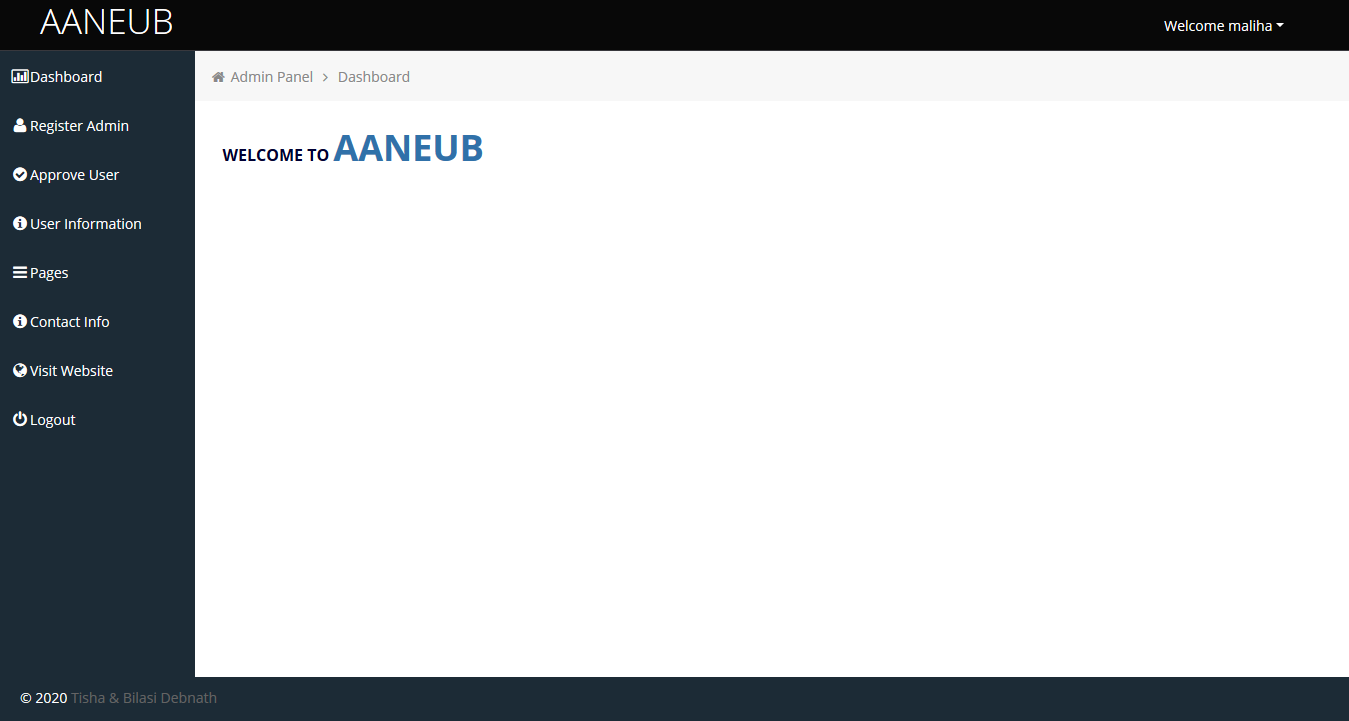 AANEUB
Welcome maliha
Dashboard
Register Admin
Approve User
User Information
Pages
Contact Info
Visit Website
Logout
Admin Panel > Dashboard
WELCOME TO AANEUB
© 2020 Tisha & Bilasi Debnath